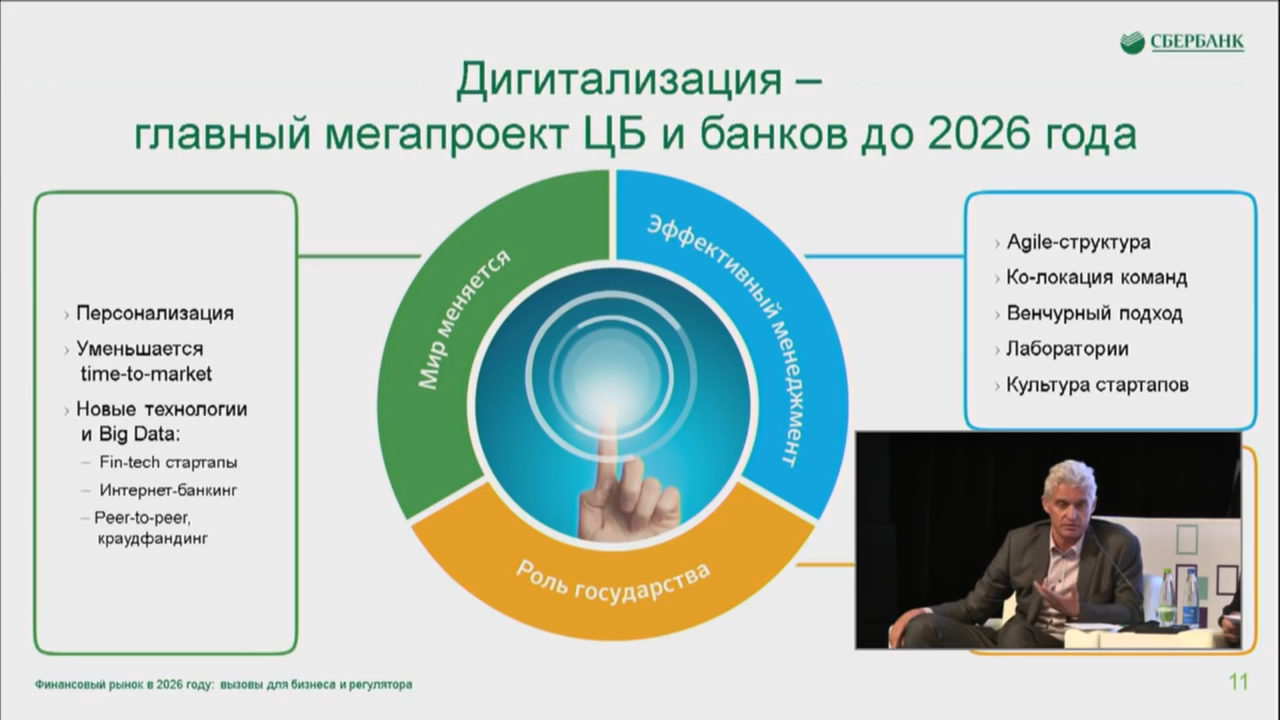 СБЕРБАНК
Дигитализация –
главный мегапроект ЦБ и банков до 2026 года
Мир меняется
Эффективный менеджмент
Роль государства
› Персонализация
› Уменьшается
time-to-market
› Новые технологии
и Big Data:
– Fin-tech стартапы
– Интернет-банкинг
– Peer-to-peer,
краудфандинг
› Agile-структура
› Ко-локация команд
› Венчурный подход
› Лаборатории
› Культура стартапов
Финансовый рынок в 2026 году: вызовы для бизнеса и регулятора
11